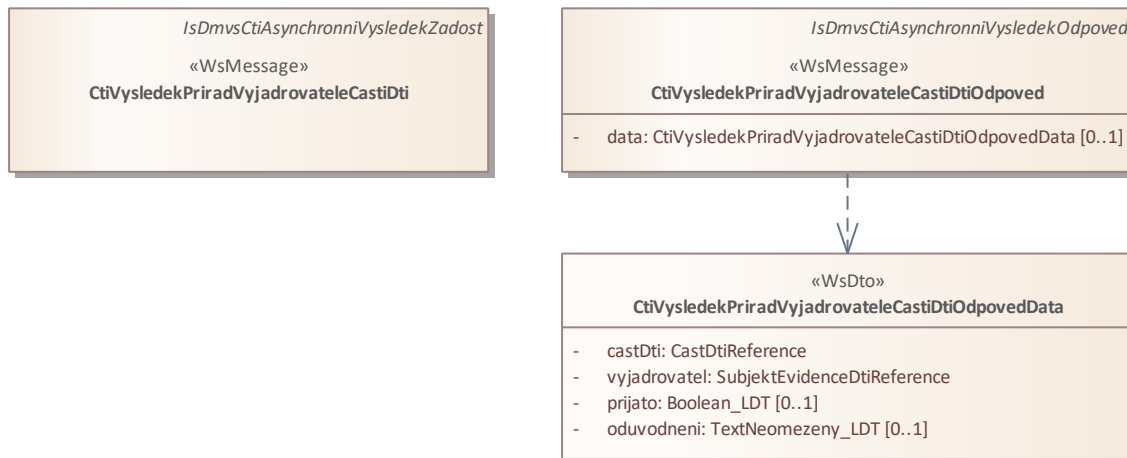 IsDmvsCtiAsynchronniVysledekZadost
«WsMessage»
CtiVysledekPriradVyjadrovateleCastiDti
IsDmvsCtiAsynchronniVysledekOdpoved
«WsMessage»
CtiVysledekPriradVyjadrovateleCastiDtiOdpoved
- data: CtiVysledekPriradVyjadrovateleCastiDtiOdpovedData [0..1]
«WsDto»
CtiVysledekPriradVyjadrovateleCastiDtiOdpovedData
- castDti: CastDtiReference
- vyjadrovatel: SubjektEvidenceDtiReference
- prijato: Boolean_LDT [0..1]
- oduvodneni: TextNeomezeny_LDT [0..1]